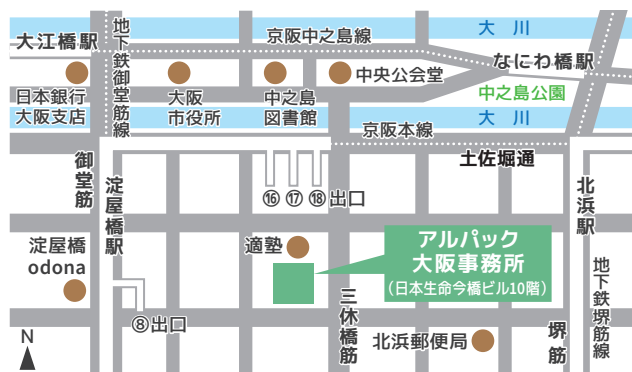 大川
大江橋駅
地下鉄御堂筋線
京阪中之島線
なにわ橋駅
日本銀行
大阪支店
大阪
市役所
中之島
図書館
中央公会堂
中之島公園
大川
京阪本線
土佐堀通
御堂筋
淀屋橋駅
⑯ ⑰ ⑱出口
北浜駅
淀屋橋
odona
適塾
アルパック
大阪事務所
(日本生命今橋ビル10階)
地下鉄堺筋線
⑧出口
三休橋筋
北浜郵便局
堺筋
N